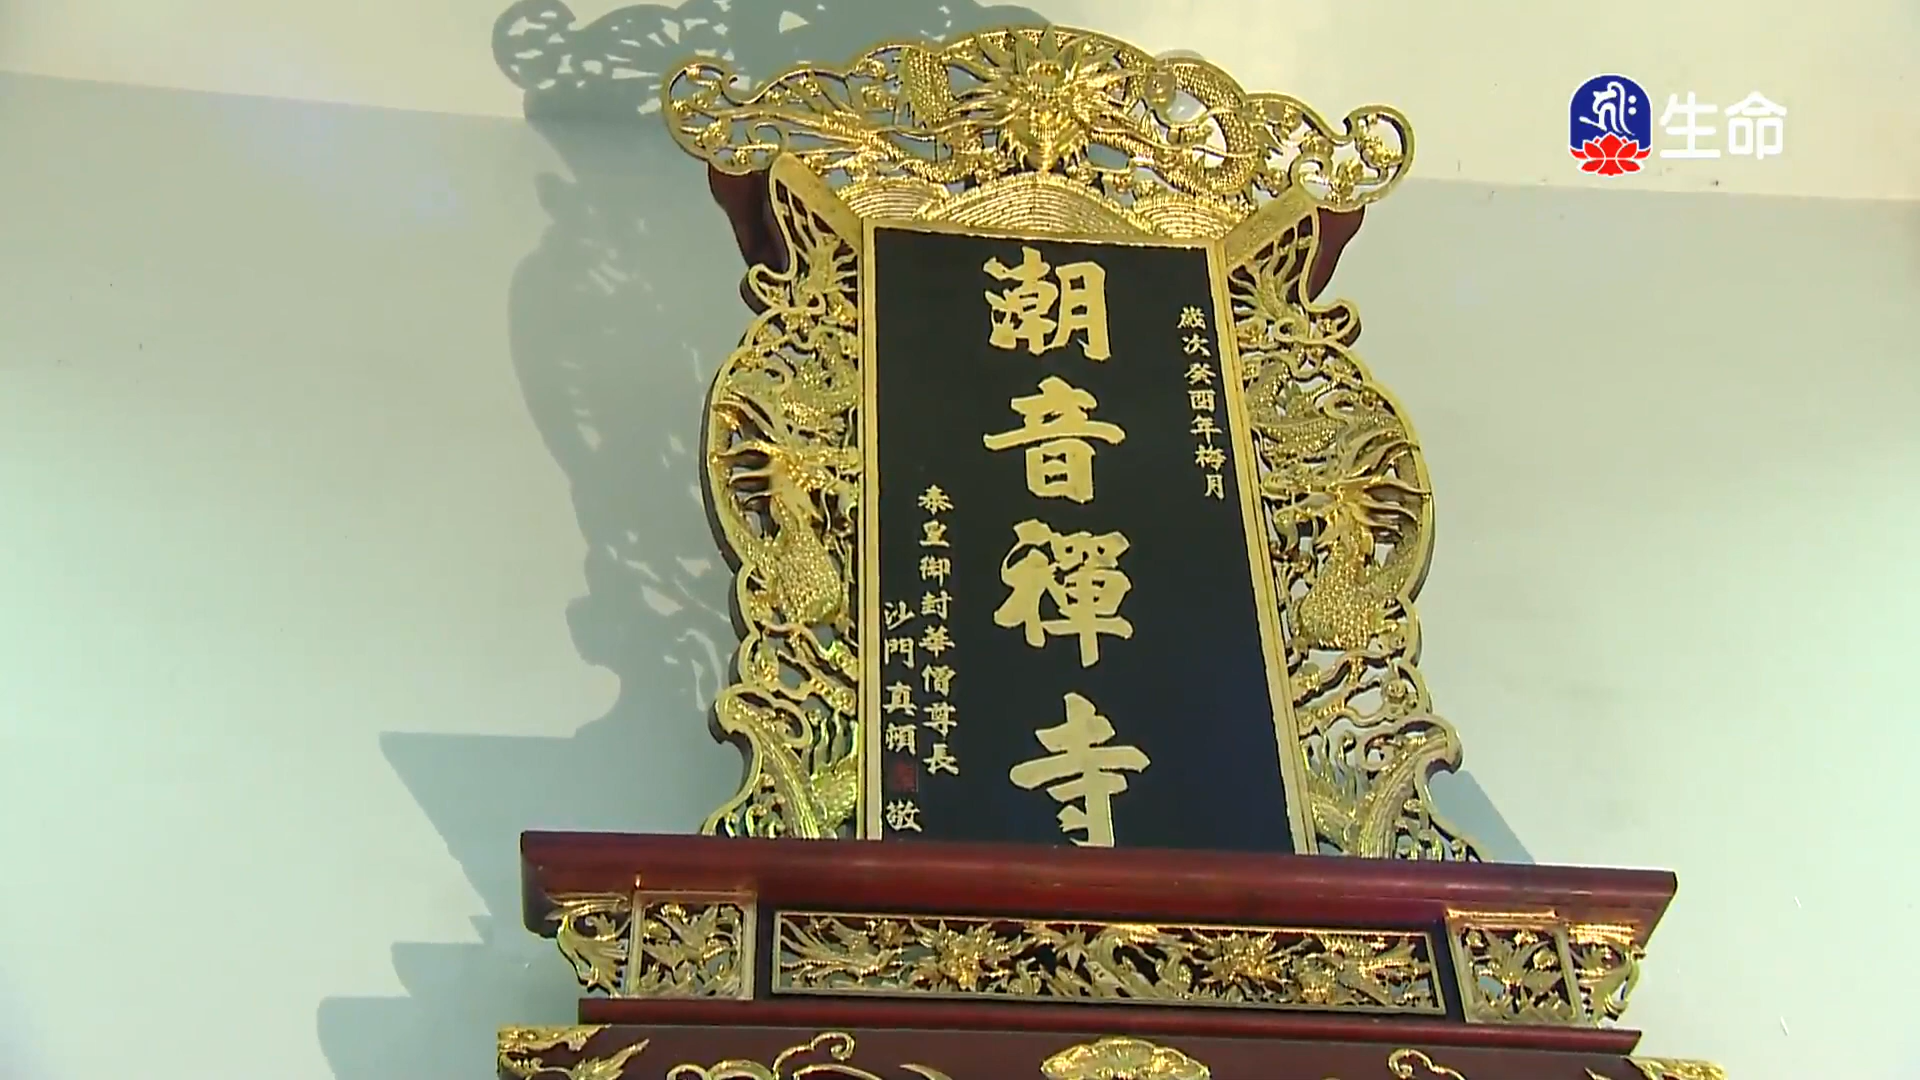 生命
歲次癸酉年梅月
潮音禪寺
泰皇御封華僧尊長
沙門真頓
敬